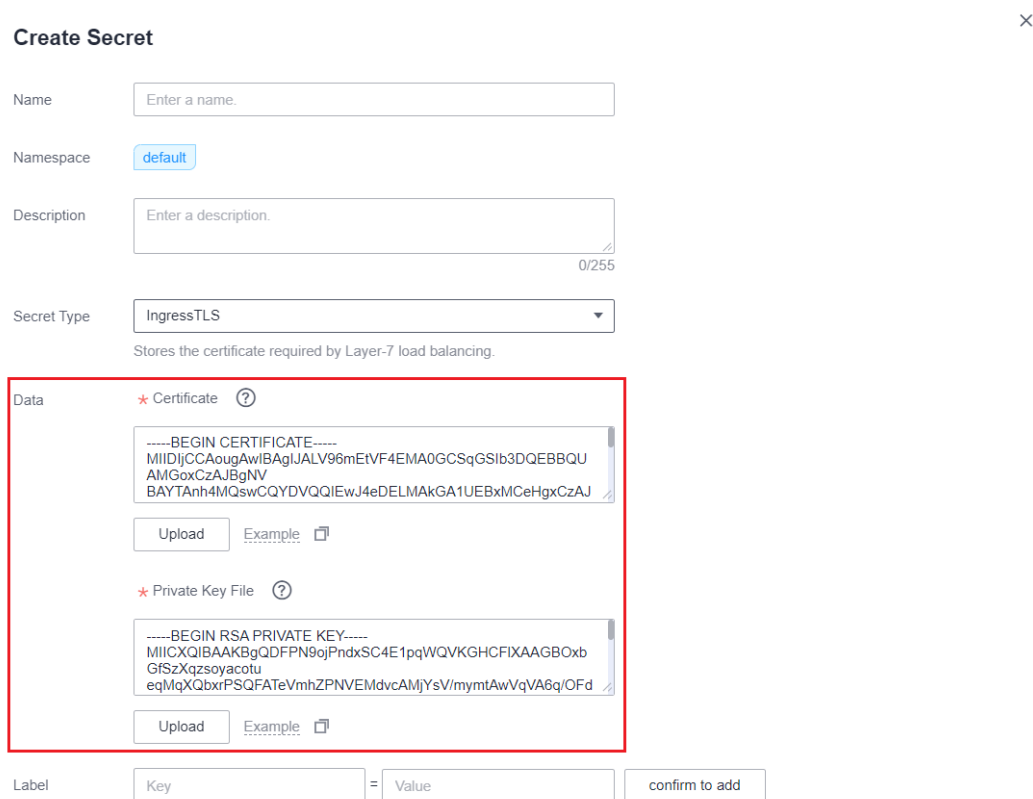 Create Secret
Name
Enter a name.
Namespace
default
Description
Enter a description.
0/255
Secret Type
IngressTLS
Stores the certificate required by Layer-7 load balancing.
Data
* Certificate ?
-----BEGIN CERTIFICATE-----
MIIDIjCCAougAwIBAgIJALV96mEtVF4EMA0GCSqGSIb3DQEBBQU
AMGoxCzAJBgNV
BAYTAnh4MQswCQYDVQQIEwJ4eDELMAkGA1UEBxMCeHgxCzAJ
Upload Example
* Private Key File ?
-----BEGIN RSA PRIVATE KEY-----
MIICXQIBAAKBgQDFPN9ojPndxSC4E1pqWQVKGHCFlXAAGBOxb
GfSzXqzsoyacotu
eqMqXQbxrPSQFATeVmhZPNVEMdvcAMjYsV/mymtAwVqVA6q/OFd
Upload Example
Label
Key = Value confirm to add